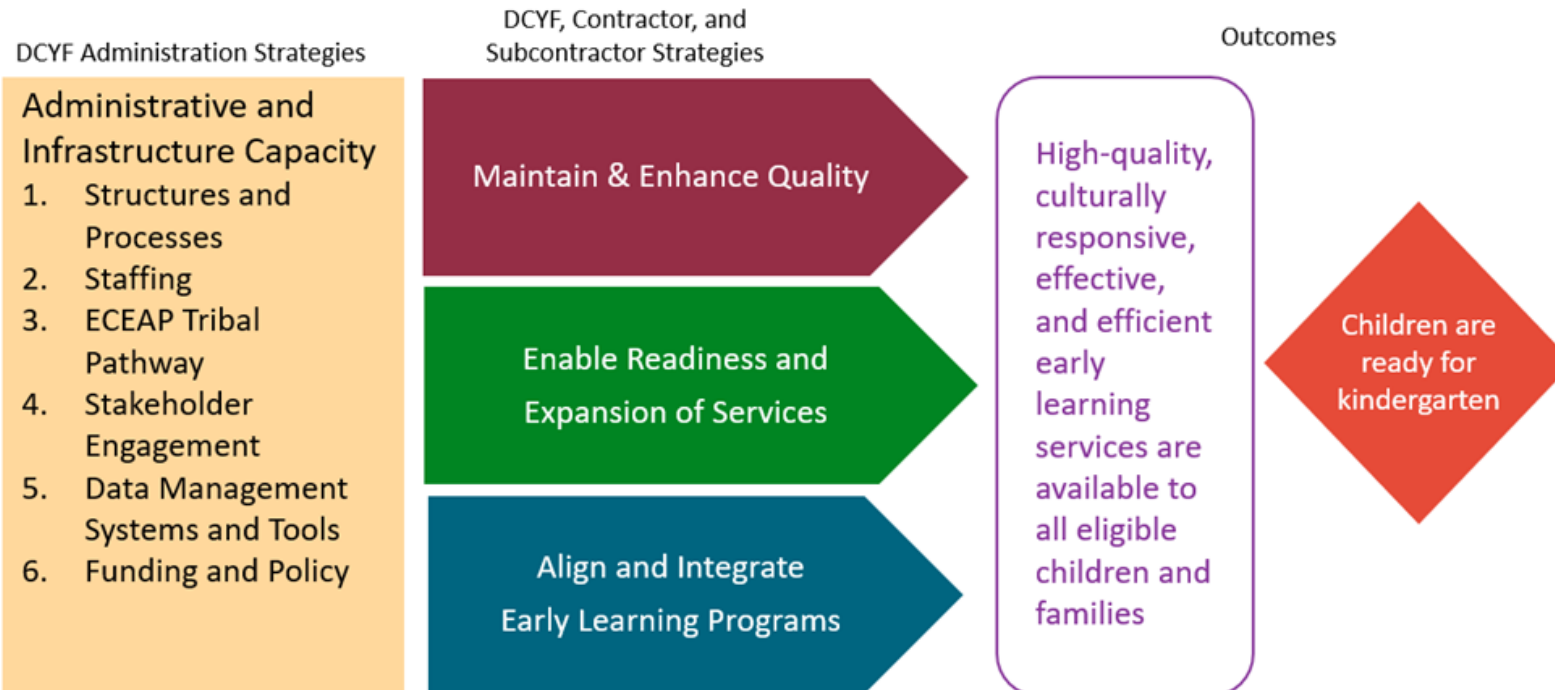 DCYF Administration Strategies
Administrative and
Infrastructure Capacity
1. Structures and
Processes
2. Staffing
3. ECEAP Tribal
Pathway
4. Stakeholder
Engagement
5. Data Management
Systems and Tools
6. Funding and Policy
DCYF, Contractor, and
Subcontractor Strategies
Maintain & Enhance Quality
Enable Readiness and
Expansion of Services
Align and Integrate
Early Learning Programs
Outcomes
High-quality,
culturally
responsive,
effective,
and efficient
early
learning
services are
available to
all eligible
children and
families
Children are
ready for
kindergarten